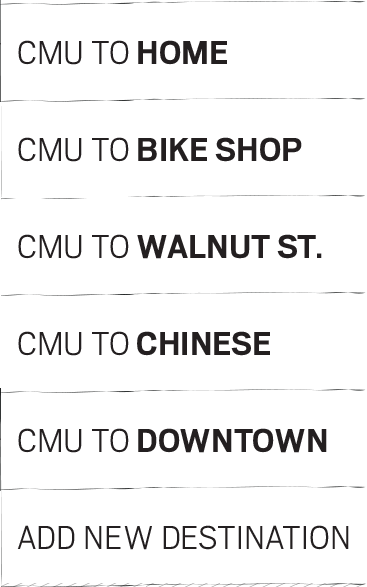 CMU TO HOME
CMU TO BIKE SHOP
CMU TO WALNUT ST.
CMU TO CHINESE
CMU TO DOWNTOWN
ADD NEW DESTINATION